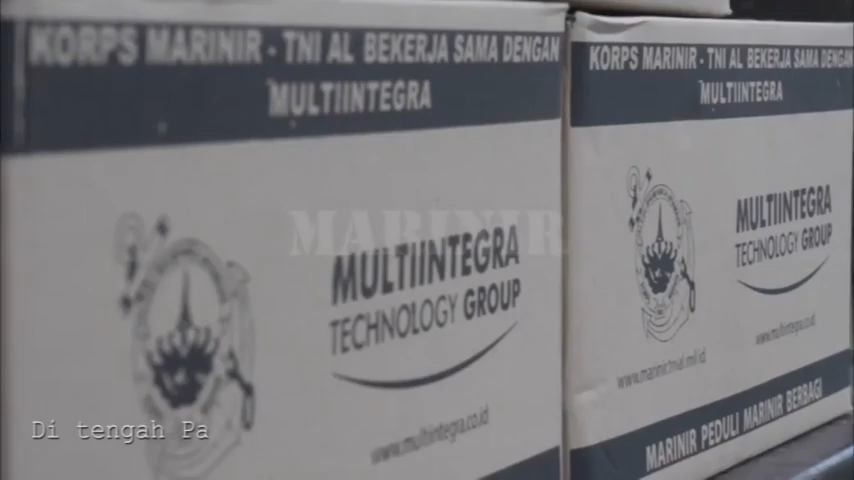 KORPS MARINIR - TNI AL BEKERJA SAMA DENGAN
MULTIINTEGRA
MULTIINTEGRA
TECHNOLOGY GROUP
www.multiintegra.co.id
KORPS MARINIR - TNI AL BEKERJA SAMA DENGAN
MULTIINTEGRA
MULTIINTEGRA
TECHNOLOGY GROUP
www.multiintegra.co.id
www.marinir.tnial.mil.id
MARINIR PEDULI MARINIR BERBAGI
MARINIR
Di tengah Pa